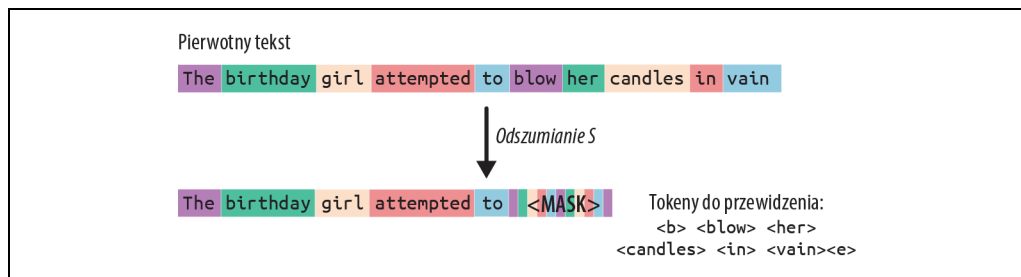 Pierwotny tekst
The birthday girl attempted to blow her candles in vain
Odszumianie S
The birthday girl attempted to <MASK>
Tokeny do przewidzenia:
<b> <blow> <her>
<candles> <in> <vain><e>